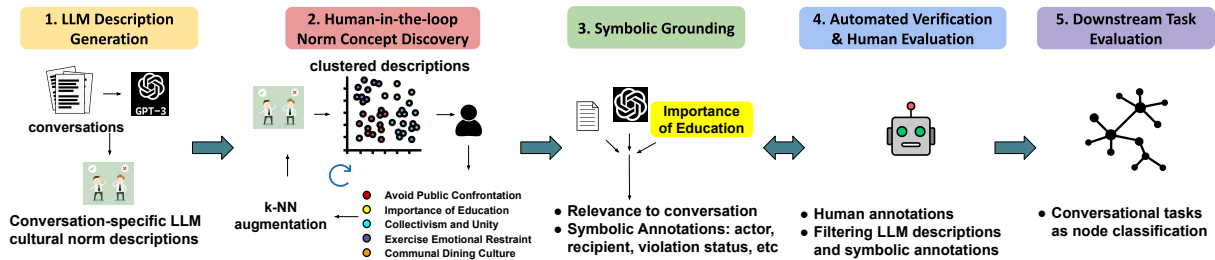 1. LLM Description
Generation
GPT-3
conversations
Conversation-specific LLM
cultural norm descriptions
2. Human-in-the-loop
Norm Concept Discovery
clustered descriptions
k-NN
augmentation
Avoid Public Confrontation
Importance of Education
Collectivism and Unity
Exercise Emotional Restraint
Communal Dining Culture
3. Symbolic Grounding
Importance
of Education
● Relevance to conversation
● Symbolic Annotations: actor,
recipient, violation status, etc
4. Automated Verification
& Human Evaluation
● Human annotations
● Filtering LLM descriptions
and symbolic annotations
5. Downstream Task
Evaluation
● Conversational tasks
as node classification